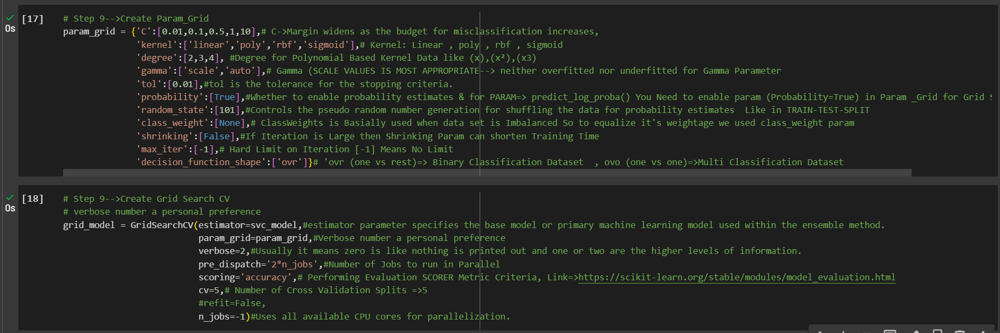 [17] # Step 9-->Create Param_Grid
0s
param_grid = {'C':[0.01,0.1,0.5,1,10],# C->Margin widens as the budget for misclassification increases,
'kernel':['linear','poly','rbf','sigmoid'],# Kernel: Linear , poly , rbf , sigmoid
'degree':[2,3,4], #Degree for Polynomial Based Kernel Data like (x),(x²),(x3)
'gamma':['scale','auto'],# Gamma (SCALE VALUES IS MOST APPROPRIATE--> neither overfitted nor underfitted for Gamma Parameter
'tol':[0.01],#tol is the tolerance for the stopping criteria.
'probability':[True],#Whether to enable probability estimates & for PARAM=> predict_log_proba() You Need to enable param (Probability=True) in Param _Grid for Grid
'random_state':[101],#Controls the pseudo random number generation for shuffling the data for probability estimates  Like in TRAIN-TEST-SPLIT
'class_weight':[None],# ClassWeights is Basially used when data set is Imbalanced So to equalize it's weightage we used class_weight param
'shrinking':[False],#If Iteration is Large then Shrinking Param can shorten Training Time
'max_iter':[-1],# Hard Limit on Iteration [-1] Means No Limit
'decision_function_shape':['ovr']}# 'ovr (one vs rest)=> Binary Classification Dataset  , ovo (one vs one)=>Multi Classification Dataset
[18] # Step 9-->Create Grid Search CV
0s
# verbose number a personal preference
grid_model = GridSearchCV(estimator=svc_model,#estimator parameter specifies the base model or primary machine learning model used within the ensemble method.
param_grid=param_grid,#Verbose number a personal preference
verbose=2,#Usually it means zero is like nothing is printed out and one or two are the higher levels of information.
pre_dispatch='2*n_jobs',#Number of Jobs to run in Parallel
scoring='accuracy',# Performing Evaluation SCORER Metric Criteria, Link=>https://scikit-learn.org/stable/modules/model_evaluation.html
cv=5,# Number of Cross Validation Splits =>5
#refit=False,
n_jobs=-1)#Uses all available CPU cores for parallelization.